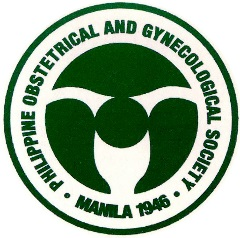 PHILIPPINE OBSTETRICAL AND GYNECOLOGICAL SOCIETY
• MANILA 1946 •